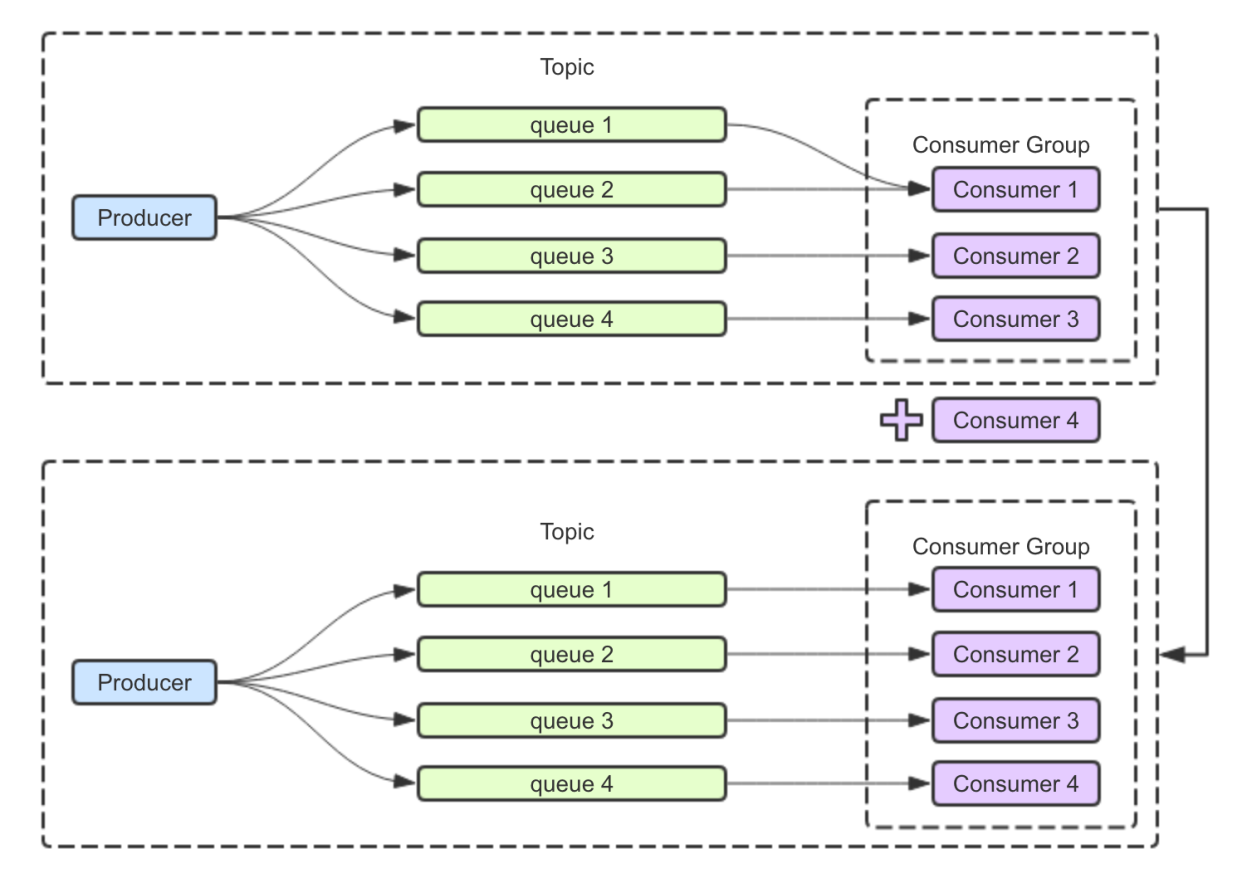 Topic
queue 1
Consumer Group
queue 2
Consumer 1
Producer
queue 3
Consumer 2
queue 4
Consumer 3
Consumer 4
Topic
Consumer Group
queue 1
Consumer 1
queue 2
Consumer 2
Producer
queue 3
Consumer 3
queue 4
Consumer 4